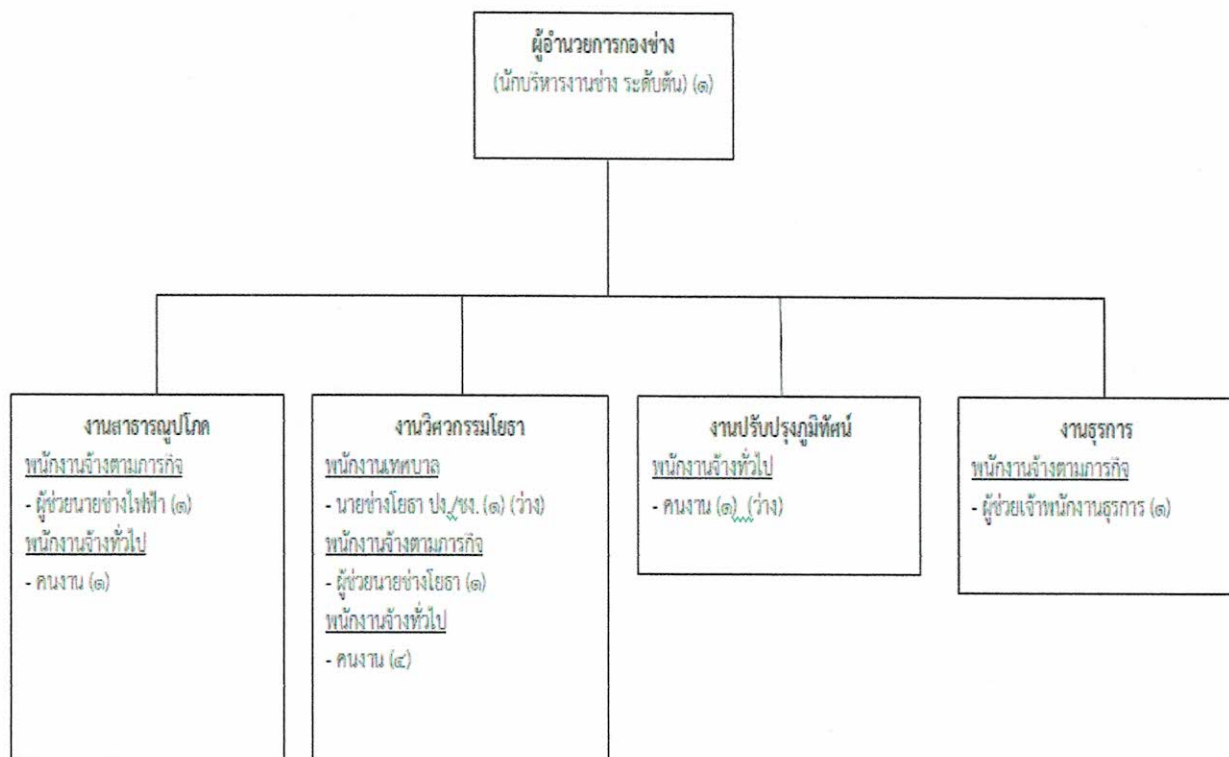 ผู้อำนวยการกองช่าง
(นักบริหารงานช่าง ระดับต้น) (๑)
งานสาธารณูปโภค
พนักงานจ้างตามภารกิจ
- ผู้ช่วยนายช่างไฟฟ้า (๑)
พนักงานจ้างทั่วไป
- คนงาน (๑)
งานวิศวกรรมโยธา
พนักงานเทศบาล
- นายช่างโยธา ปง./ชง. (๑) (ว่าง)
พนักงานจ้างตามภารกิจ
- ผู้ช่วยนายช่างโยธา (๑)
พนักงานจ้างทั่วไป
- คนงาน (๔)
งานปรับปรุงภูมิทัศน์
พนักงานจ้างทั่วไป
- คนงาน (๑) (ว่าง)
งานธุรการ
พนักงานจ้างตามภารกิจ
- ผู้ช่วยเจ้าพนักงานธุรการ (๑)